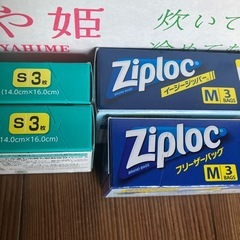 や姫
炊いて
YAHIME
S3枚
(14.0cm×16.0cm)
Ziploc
イージージッパー
M 3
BAGS
S3枚
(14.0cm×16.0cm)
Ziploc
フリーザーバッグ
M 3
BAGS